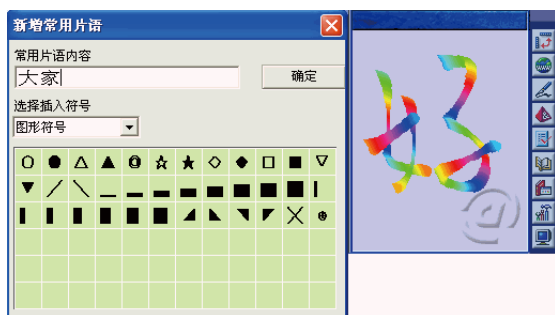 新增常用片语
常用片语内容
大家
确定
选择插入符号
图形符号
○ ● △ ▲ ◎ ☆ ★ ◇ ◆ □ ■ ▽
▼ ╱ ╲ ▁ ▂ ▃ ▄ ▅ ▆ ▇ █ ▏
▎ ▍ ▌ ▋ ▊ ▉ ◢ ◣ ◥ ◤ ╳ ☻
好
@